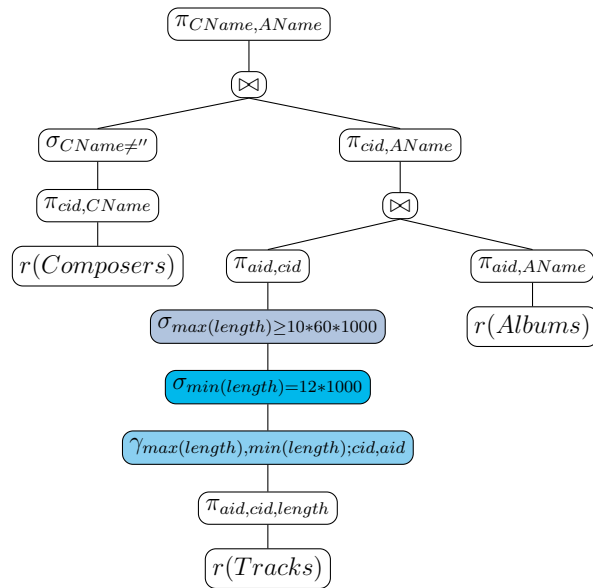 π_{CName,AName}
⋈
σ_{CName≠''} π_{cid,AName}
π_{cid,CName} ⋈
r(Composers) π_{aid,cid} π_{aid,AName}
σ_{max(length)≥10*60*1000} r(Albums)
σ_{min(length)=12*1000}
γ_{max(length),min(length);cid,aid}
π_{aid,cid,length}
r(Tracks)